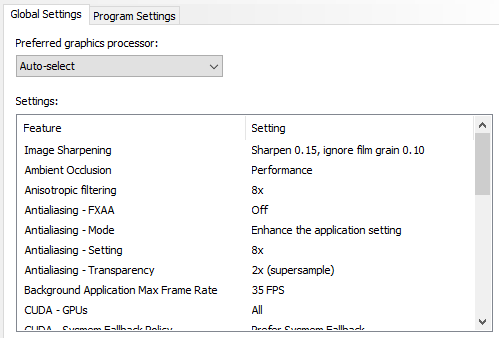 Global Settings Program Settings
Preferred graphics processor:
Auto-select
Settings:
Feature Setting
Image Sharpening Sharpen 0.15, ignore film grain 0.10
Ambient Occlusion Performance
Anisotropic filtering 8x
Antialiasing - FXAA Off
Antialiasing - Mode Enhance the application setting
Antialiasing - Setting 8x
Antialiasing - Transparency 2x (supersample)
Background Application Max Frame Rate 35 FPS
CUDA - GPUs All
CUDA - Sysmem Fallback Policy Prefer Sysmem Fallback